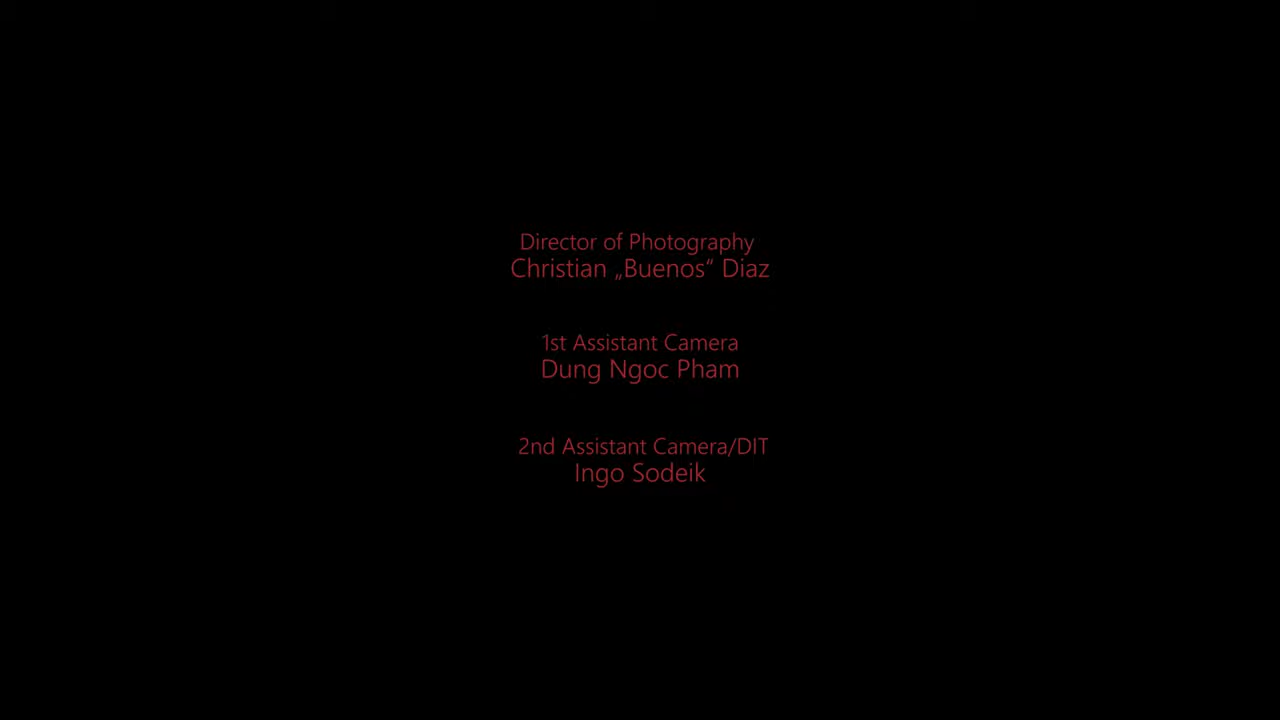 Director of Photography
Christian „Buenos“ Diaz
1st Assistant Camera
Dung Ngoc Pham
2nd Assistant Camera/DIT
Ingo Sodeik